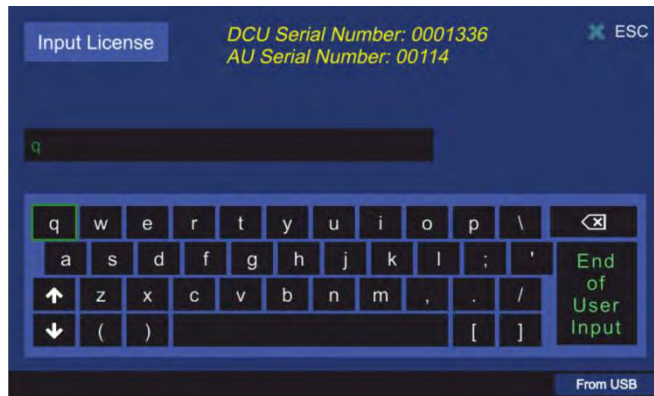 Input License
DCU Serial Number: 0001336
AU Serial Number: 00114
ESC
q
q w e r t y u i o p \
a s d f g h j k l ; '
z x c v b n m , . /
( ) [ ]
End
of
User
Input
From USB